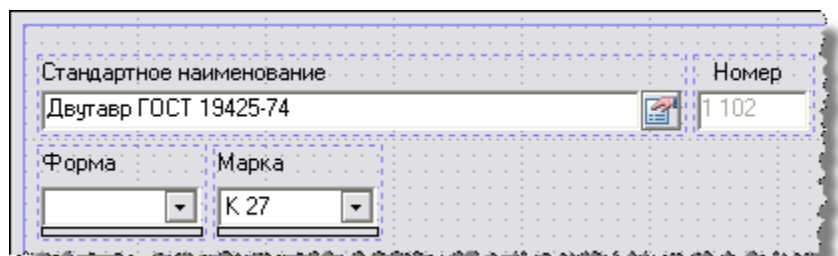 Стандартное наименование Номер
Двутавр ГОСТ 19425-74 1 102
Форма Марка
К 27